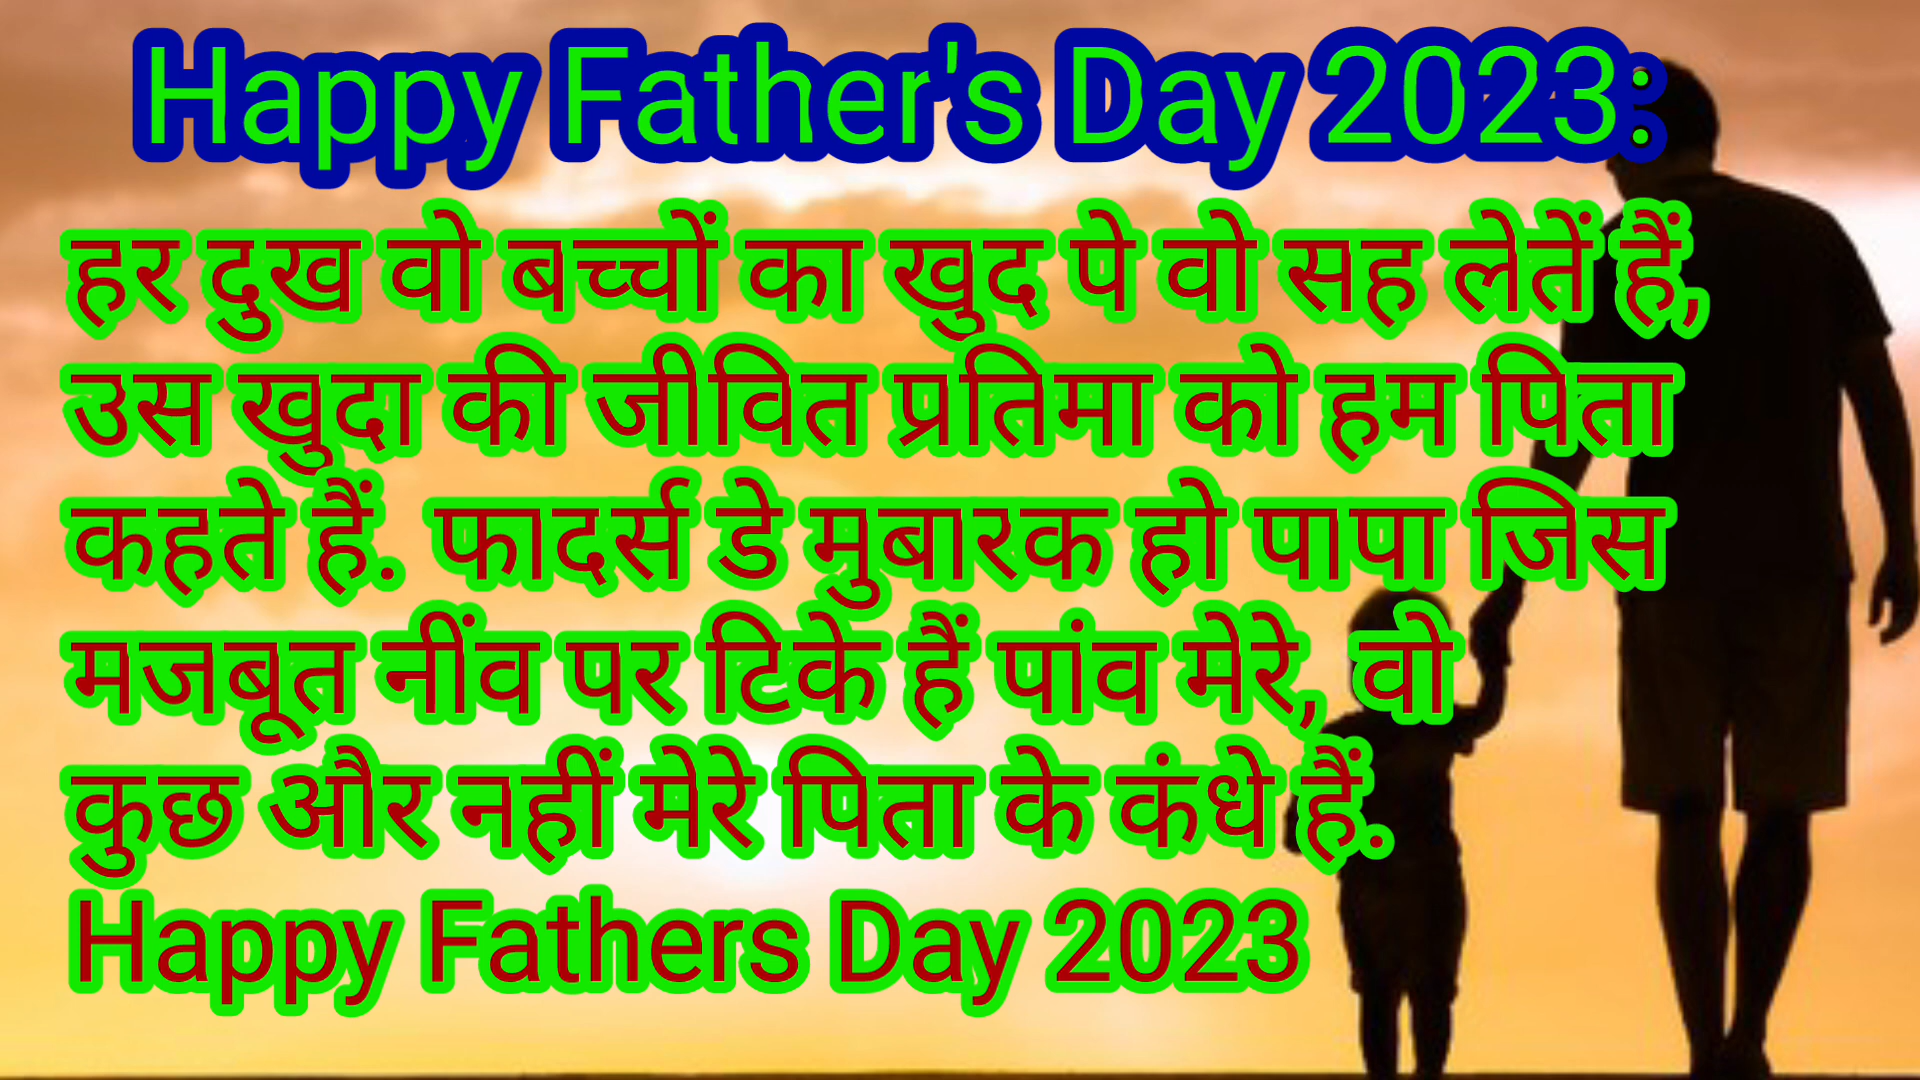 Happy Father's Day 2023:
हर दुख वो बच्चों का खुद पे वो सह लेतें हैं,
उस खुदा की जीवित प्रतिमा को हम पिता
कहते हैं. फादर्स डे मुबारक हो पापा जिस
मजबूत नींव पर टिके हैं पांव मेरे, वो
कुछ और नहीं मेरे पिता के कंधे हैं.
Happy Fathers Day 2023